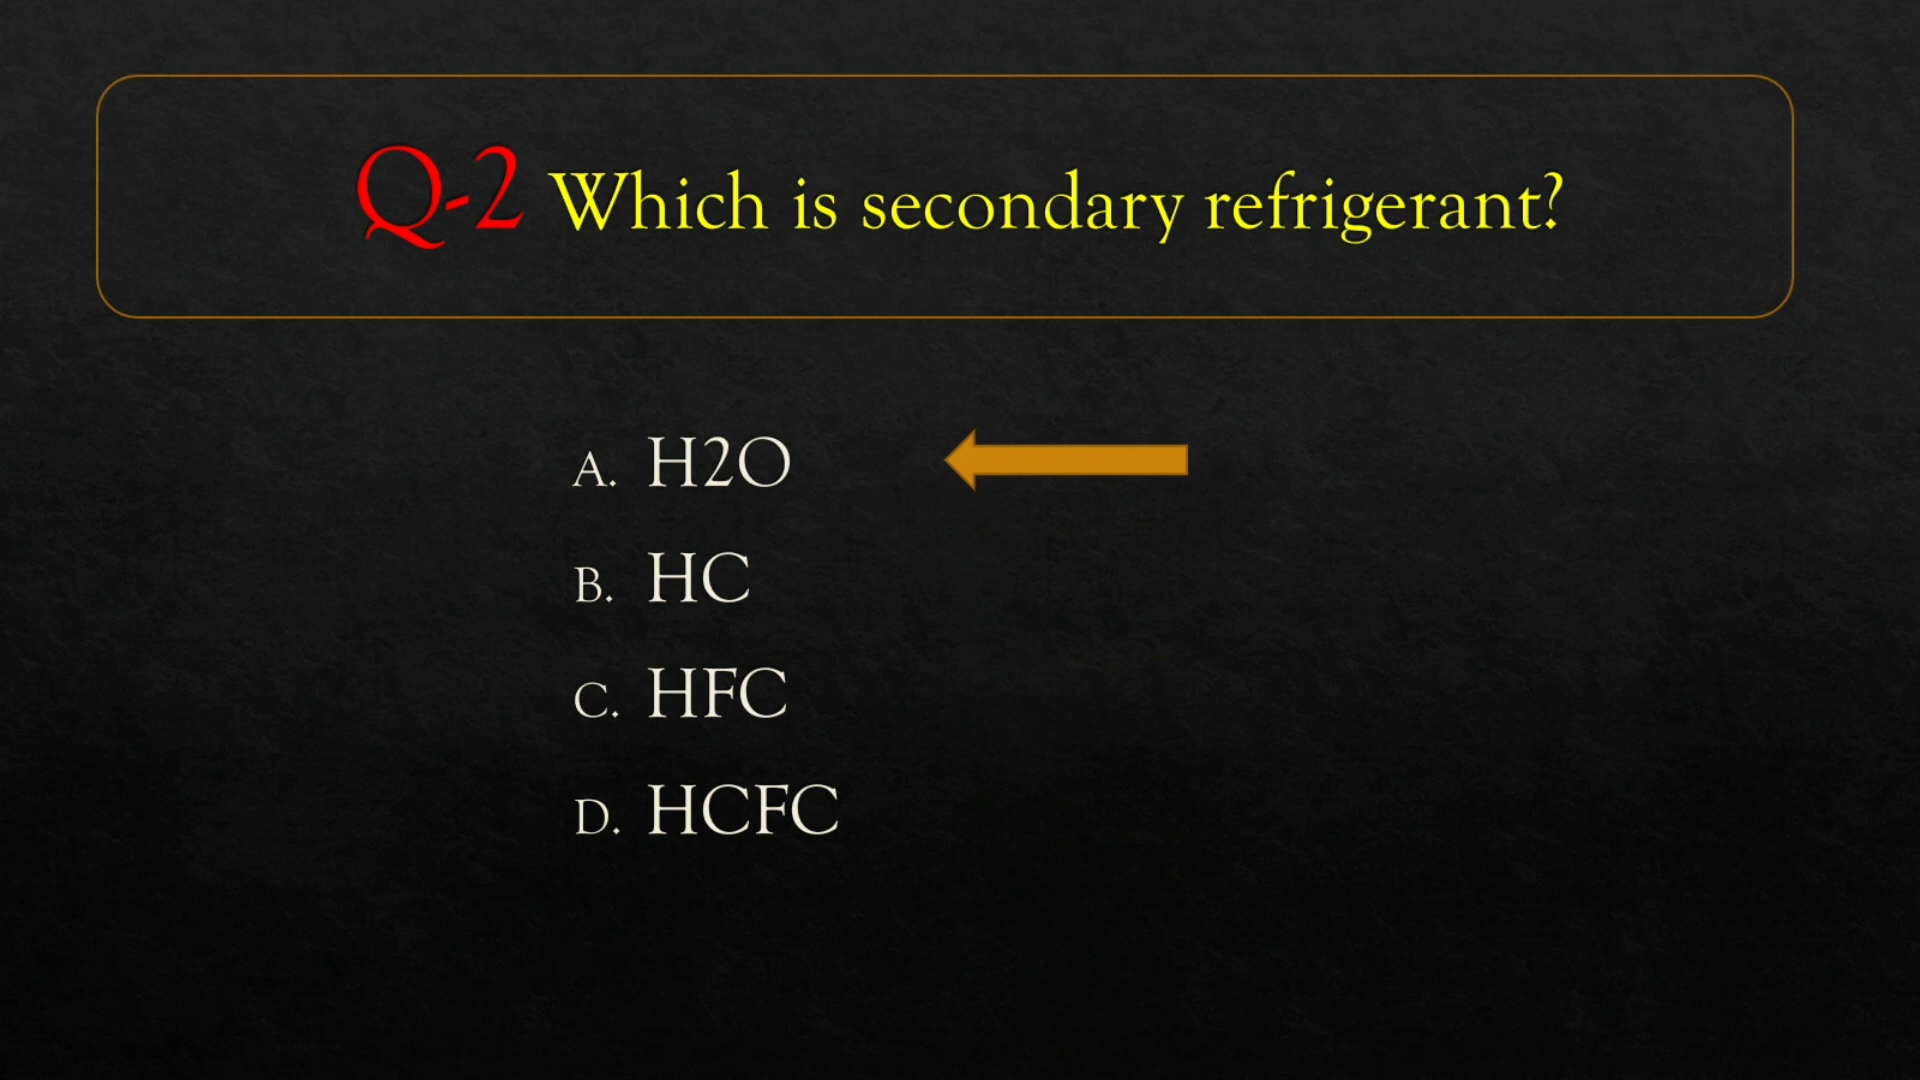 Q-2 Which is secondary refrigerant?
A. H2O
B. HC
C. HFC
D. HCFC